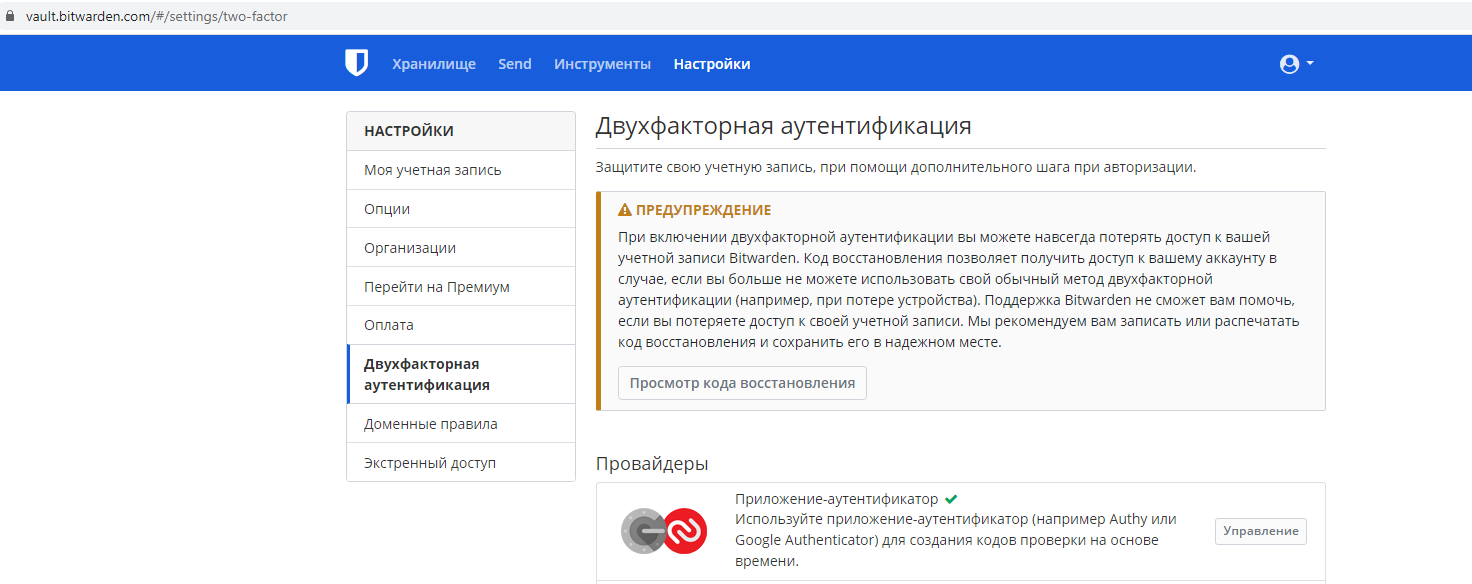 vault.bitwarden.com/#/settings/two-factor
Хранилище Send Инструменты Настройки
НАСТРОЙКИ
Моя учетная запись
Опции
Организации
Перейти на Премиум
Оплата
Двухфакторная
аутентификация
Доменные правила
Экстренный доступ
Двухфакторная аутентификация
Защитите свою учетную запись, при помощи дополнительного шага при авторизации.
ПРЕДУПРЕЖДЕНИЕ
При включении двухфакторной аутентификации вы можете навсегда потерять доступ к вашей
учетной записи Bitwarden. Код восстановления позволяет получить доступ к вашему аккаунту в
случае, если вы больше не можете использовать свой обычный метод двухфакторной
аутентификации (например, при потере устройства). Поддержка Bitwarden не сможет вам помочь,
если вы потеряете доступ к своей учетной записи. Мы рекомендуем вам записать или распечатать
код восстановления и сохранить его в надежном месте.
Просмотр кода восстановления
Провайдеры
Приложение-аутентификатор
Используйте приложение-аутентификатор (например Authy или
Google Authenticator) для создания кодов проверки на основе
времени.
Управление